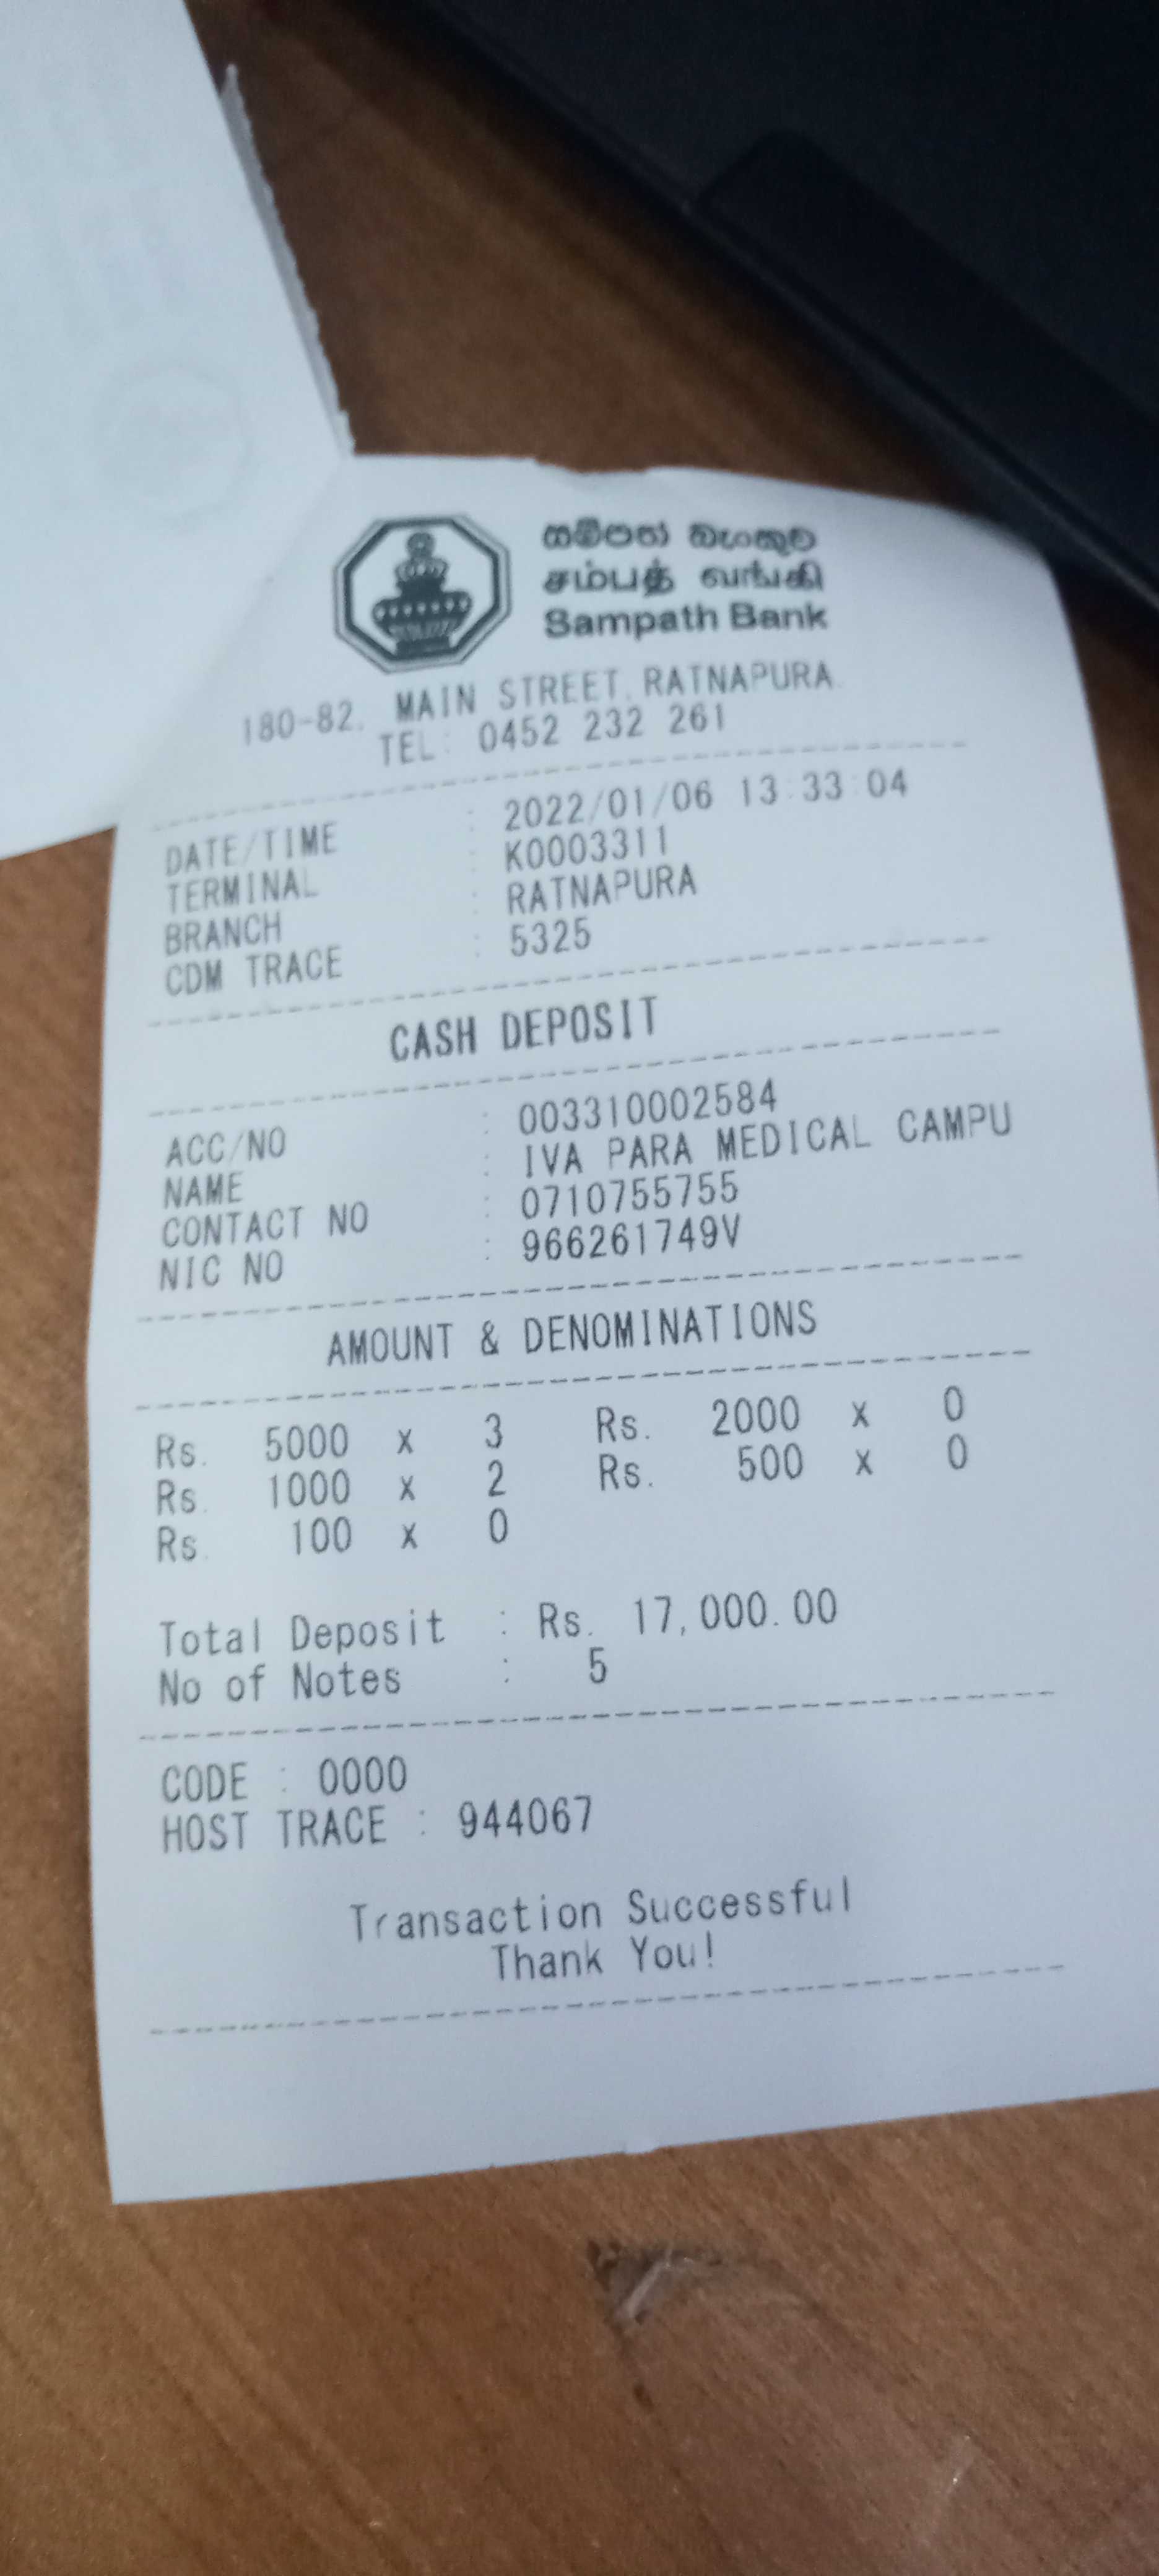 සම්පත් බැංකුව
சம்பத் வங்கி
Sampath Bank
180-82, MAIN STREET, RATNAPURA.
TEL: 0452 232 261
DATE/TIME : 2022/01/06 13:33:04
TERMINAL : K0003311
BRANCH : RATNAPURA
CDM TRACE : 5325
CASH DEPOSIT
ACC/NO : 003310002584
NAME : IVA PARA MEDICAL CAMPU
CONTACT NO : 0710755755
NIC NO : 966261749V
AMOUNT & DENOMINATIONS
Rs. 5000 x 3 Rs. 2000 x 0
Rs. 1000 x 2 Rs. 500 x 0
Rs. 100 x 0
Total Deposit : Rs. 17,000.00
No of Notes : 5
CODE : 0000
HOST TRACE : 944067
Transaction Successful
Thank You!